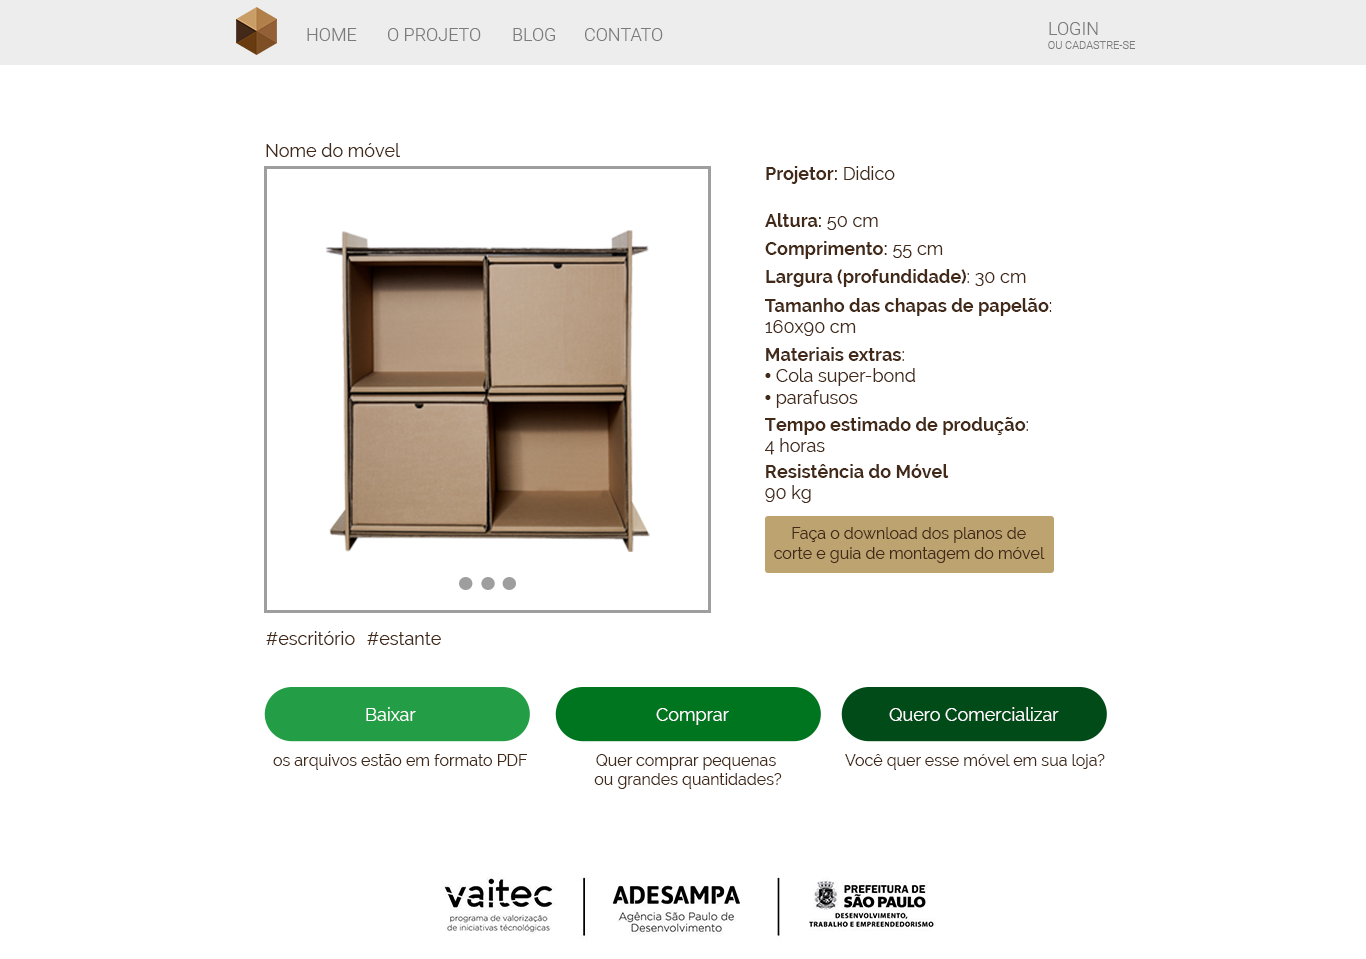 HOME O PROJETO BLOG CONTATO
LOGIN
OU CADASTRE-SE
Nome do móvel
Projetor: Didico
Altura: 50 cm
Comprimento: 55 cm
Largura (profundidade): 30 cm
Tamanho das chapas de papelão:
160x90 cm
Materiais extras:
• Cola super-bond
• parafusos
Tempo estimado de produção:
4 horas
Resistência do Móvel
90 kg
Faça o download dos planos de
corte e guia de montagem do móvel
#escritório #estante
Baixar
os arquivos estão em formato PDF
Comprar
Quer comprar pequenas
ou grandes quantidades?
Quero Comercializar
Você quer esse móvel em sua loja?
vaitec
programa de valorização
de iniciativas técnológicas
ADESAMPA
Agência São Paulo de
Desenvolvimento
PREFEITURA DE
SÃO PAULO
DESENVOLVIMENTO,
TRABALHO E EMPREENDEDORISMO